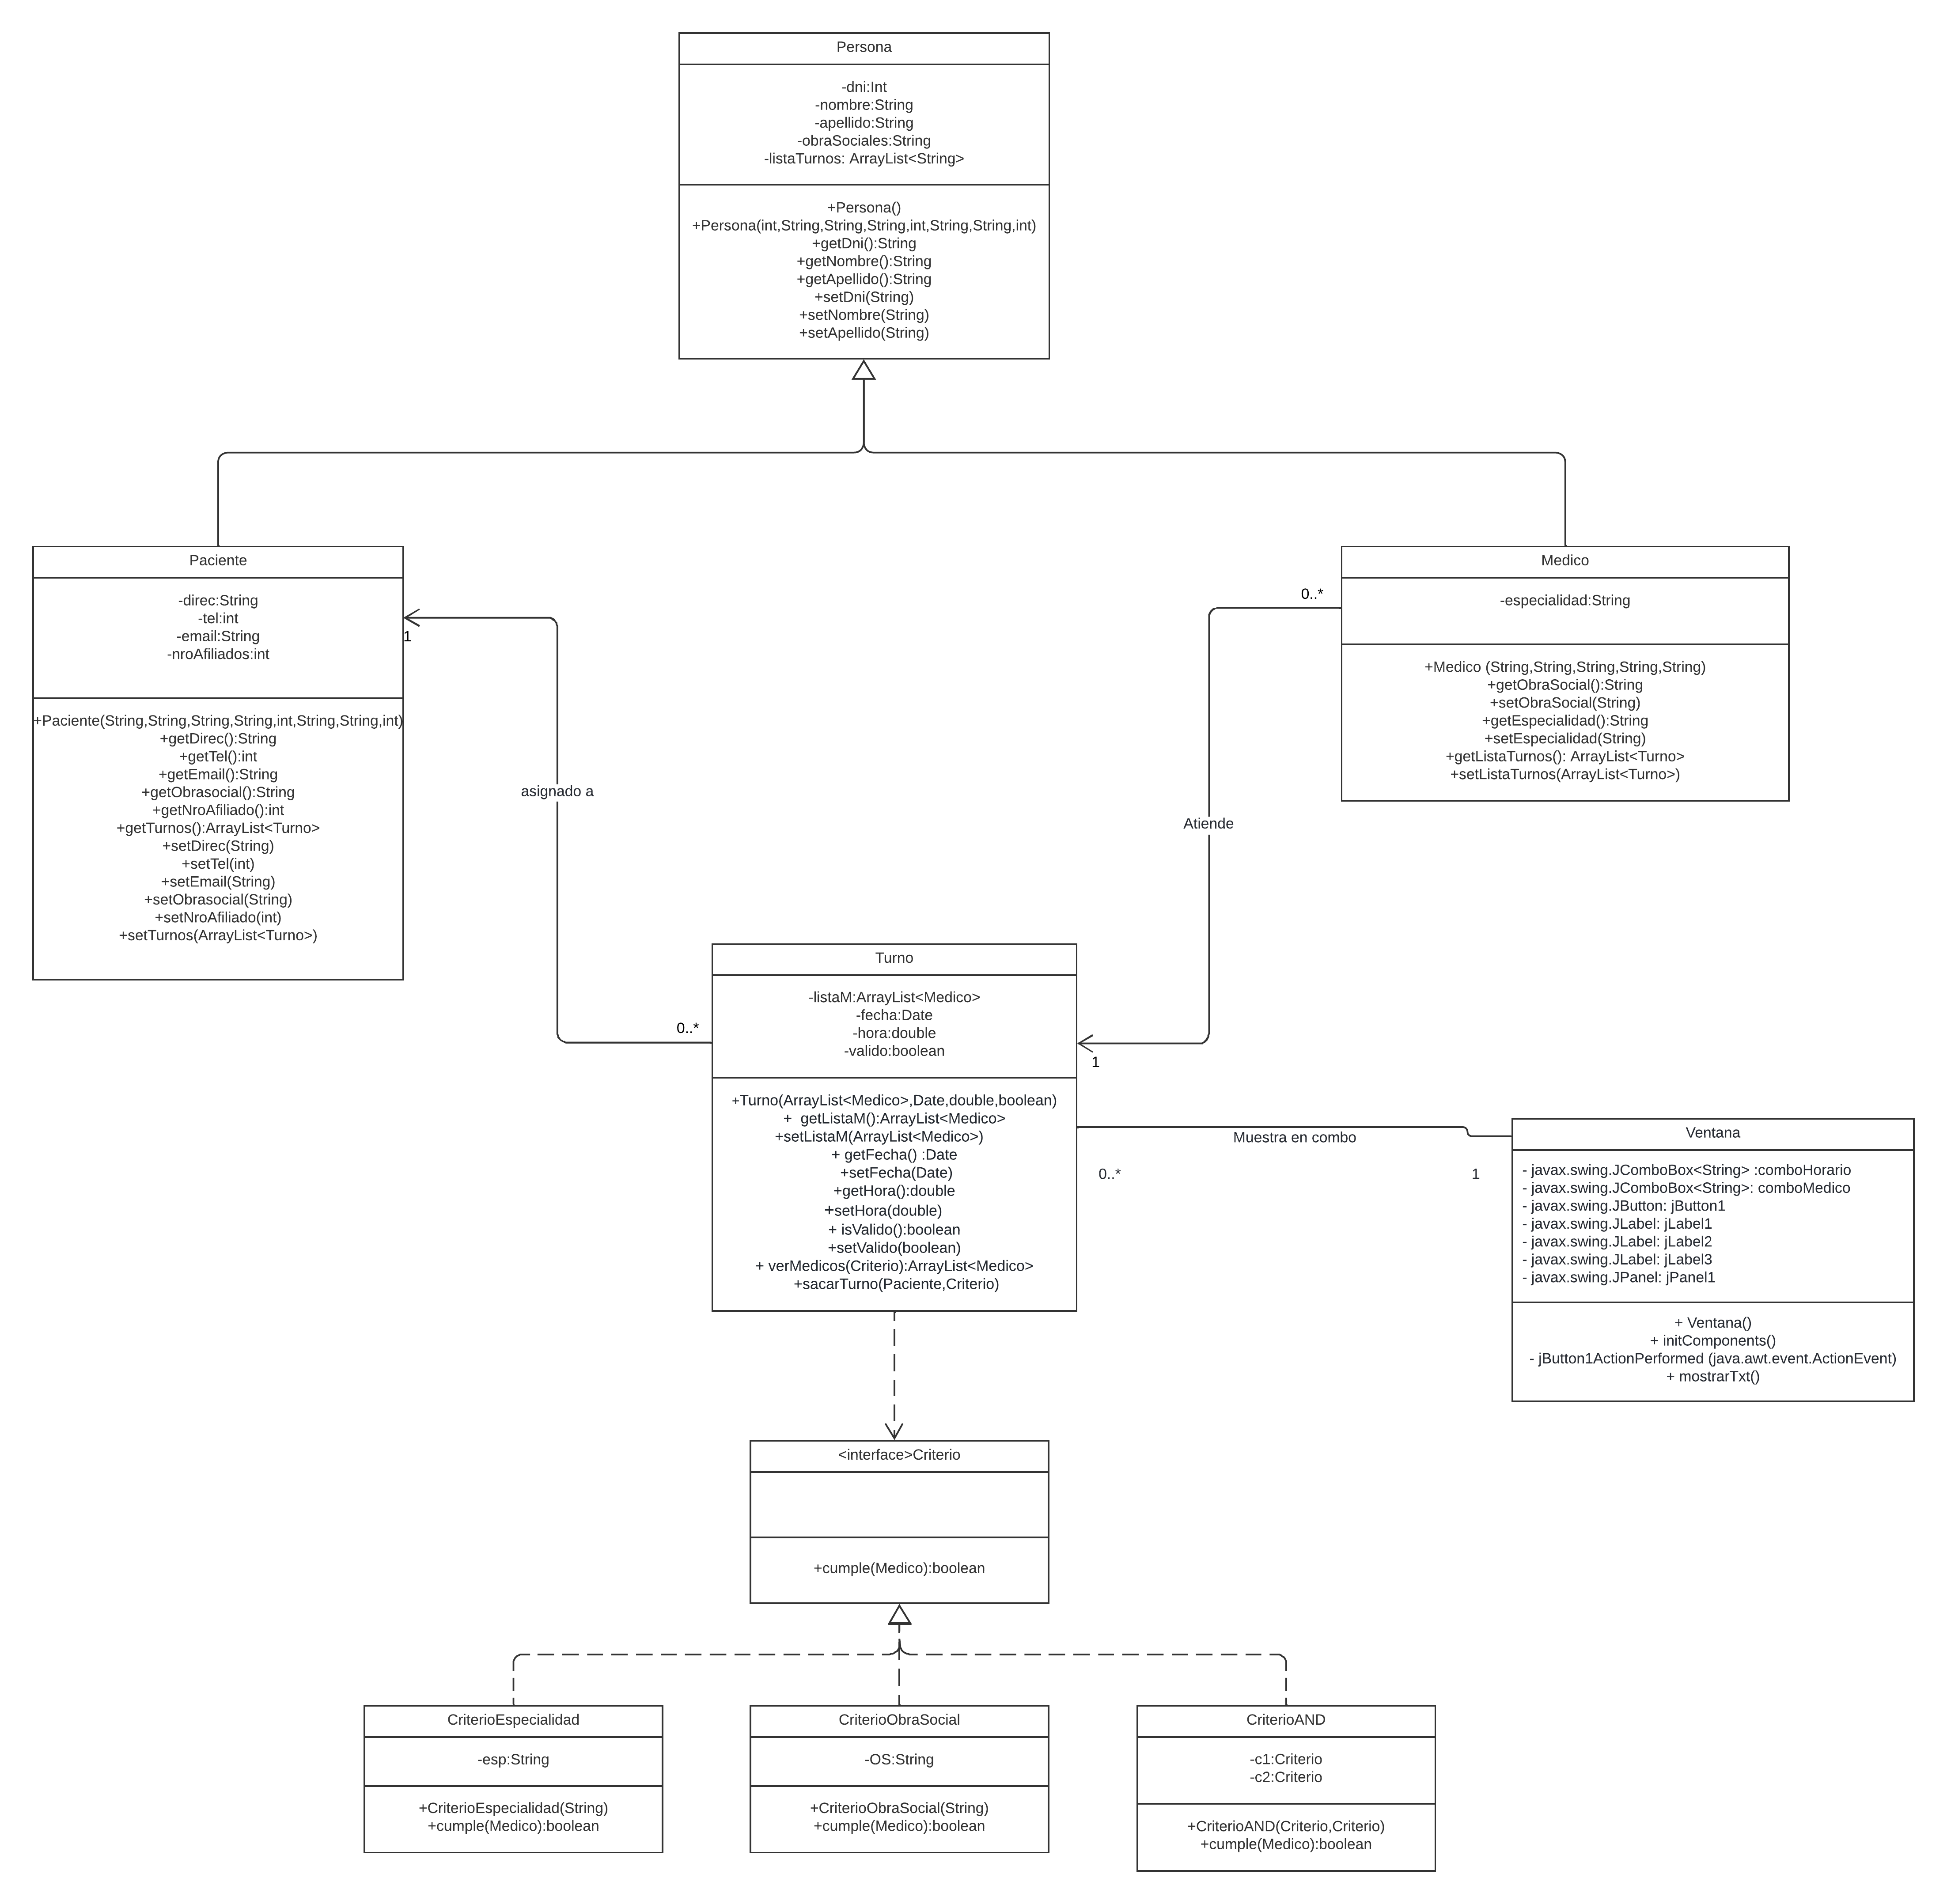 Persona
-dni:Int
-nombre:String
-apellido:String
-obraSociales:String
-listaTurnos: ArrayList<String>
+Persona()
+Persona(int,String,String,String,int,String,String,int)
+getDni():String
+getNombre():String
+getApellido():String
+setDni(String)
+setNombre(String)
+setApellido(String)
Paciente
-direc:String
-tel:int
-email:String
-nroAfiliados:int
+Paciente(String,String,String,String,int,String,String,int)
+getDirec():String
+getTel():int
+getEmail():String
+getObrasocial():String
+getNroAfiliado():int
+getTurnos():ArrayList<Turno>
+setDirec(String)
+setTel(int)
+setEmail(String)
+setObrasocial(String)
+setNroAfiliado(int)
+setTurnos(ArrayList<Turno>)
1
asignado a
0..*
Medico
-especialidad:String
+Medico (String,String,String,String,String)
+getObraSocial():String
+setObraSocial(String)
+getEspecialidad():String
+setEspecialidad(String)
+getListaTurnos(): ArrayList<Turno>
+setListaTurnos(ArrayList<Turno>)
0..*
Atiende
1
Turno
-listaM:ArrayList<Medico>
-fecha:Date
-hora:double
-valido:boolean
+Turno(ArrayList<Medico>,Date,double,boolean)
+  getListaM():ArrayList<Medico>
+setListaM(ArrayList<Medico>)
+ getFecha() :Date
+setFecha(Date)
+getHora():double
+setHora(double)
+ isValido():boolean
+setValido(boolean)
+ verMedicos(Criterio):ArrayList<Medico>
+sacarTurno(Paciente,Criterio)
Muestra en combo
0..*
1
Ventana
- javax.swing.JComboBox<String> :comboHorario
- javax.swing.JComboBox<String>: comboMedico
- javax.swing.JButton: jButton1
- javax.swing.JLabel: jLabel1
- javax.swing.JLabel: jLabel2
- javax.swing.JLabel: jLabel3
- javax.swing.JPanel: jPanel1
+ Ventana()
+ initComponents()
- jButton1ActionPerformed (java.awt.event.ActionEvent)
+ mostrarTxt()
<interface>Criterio
+cumple(Medico):boolean
CriterioEspecialidad
-esp:String
+CriterioEspecialidad(String)
+cumple(Medico):boolean
CriterioObraSocial
-OS:String
+CriterioObraSocial(String)
+cumple(Medico):boolean
CriterioAND
-c1:Criterio
-c2:Criterio
+CriterioAND(Criterio,Criterio)
+cumple(Medico):boolean